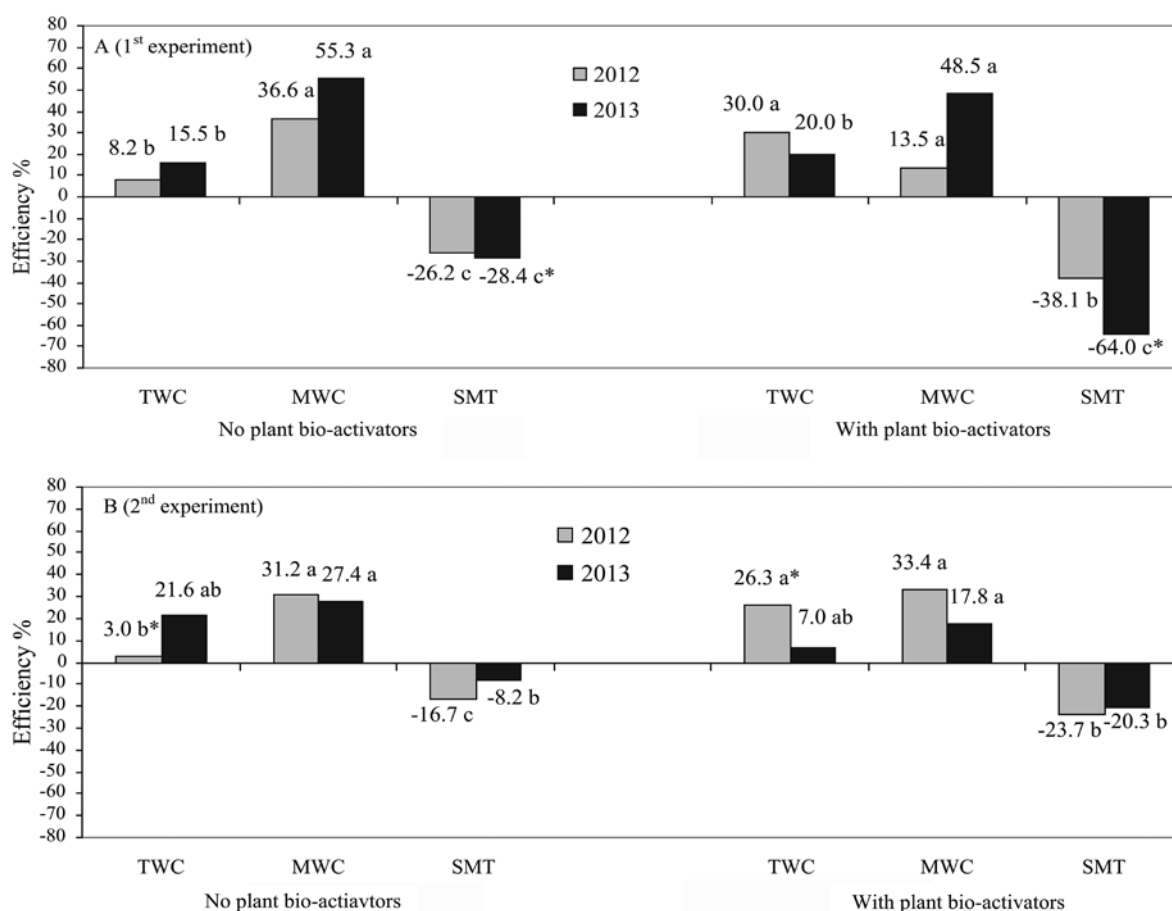 A (1st experiment)
2012
2013
Efficiency %
80
70
60
50
40
30
20
10
0
-10
-20
-30
-40
-50
-60
-70
-80
8.2 b
15.5 b
36.6 a
55.3 a
-26.2 c
-28.4 c*
30.0 a
20.0 b
13.5 a
48.5 a
-38.1 b
-64.0 c*
TWC MWC SMT TWC MWC SMT
No plant bio-activators With plant bio-activators
B (2nd experiment)
2012
2013
Efficiency %
80
70
60
50
40
30
20
10
0
-10
-20
-30
-40
-50
-60
-70
-80
3.0 b*
21.6 ab
31.2 a
27.4 a
-16.7 c
-8.2 b
26.3 a*
7.0 ab
33.4 a
17.8 a
-23.7 b
-20.3 b
TWC MWC SMT TWC MWC SMT
No plant bio-actiavtors With plant bio-activators